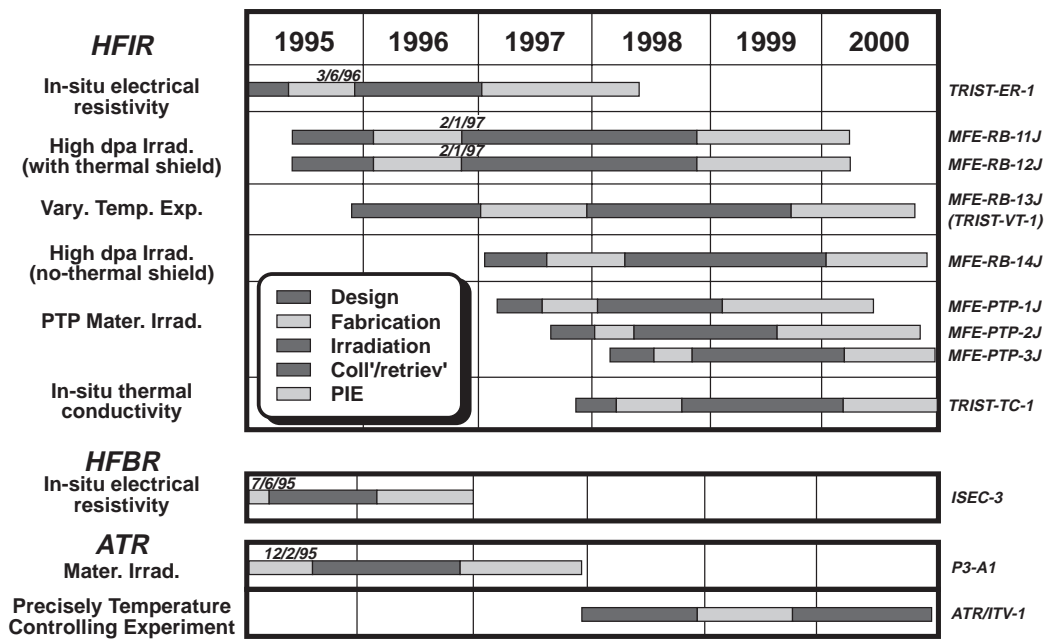 HFIR
1995 1996 1997 1998 1999 2000
In-situ electrical
resistivity
3/6/96
TRIST-ER-1
High dpa Irrad.
(with thermal shield)
2/1/97
MFE-RB-11J
2/1/97
MFE-RB-12J
Vary. Temp. Exp.
MFE-RB-13J
(TRIST-VT-1)
High dpa Irrad.
(no-thermal shield)
MFE-RB-14J
PTP Mater. Irrad.
MFE-PTP-1J
MFE-PTP-2J
MFE-PTP-3J
Design
Fabrication
Irradiation
Coll'/retriev'
PIE
In-situ thermal
conductivity
TRIST-TC-1
HFBR
In-situ electrical
resistivity
7/6/95
ISEC-3
ATR
Mater. Irrad.
12/2/95
P3-A1
Precisely Temperature
Controlling Experiment
ATR/ITV-1